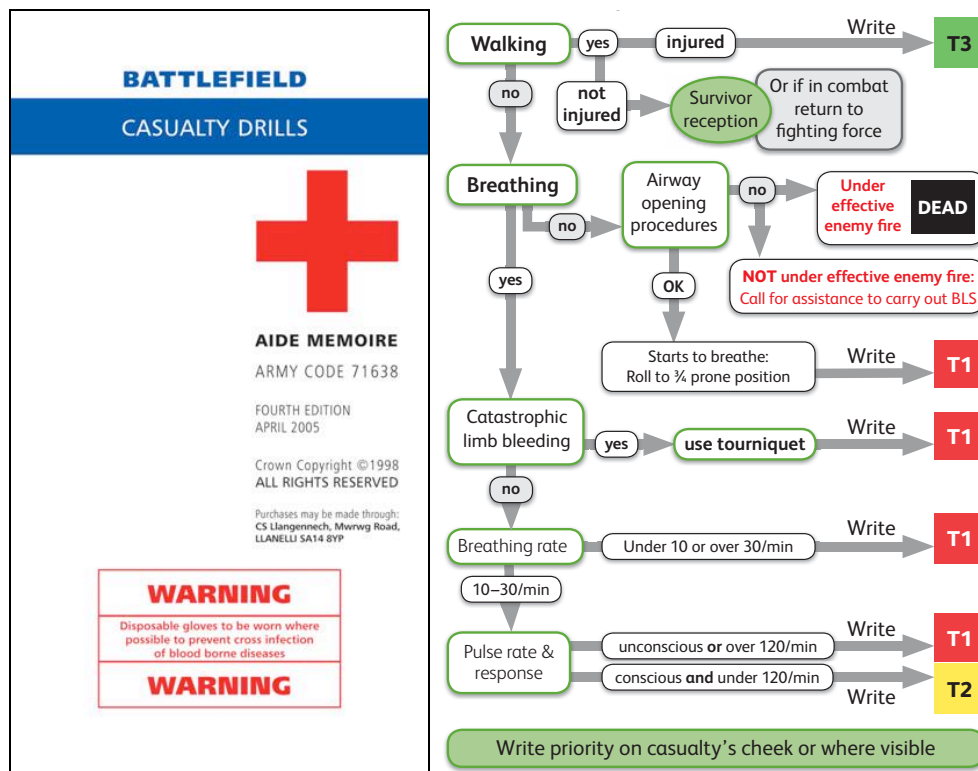 BATTLEFIELD
CASUALTY DRILLS
AIDE MEMOIRE
ARMY CODE 71638
FOURTH EDITION
APRIL 2005
Crown Copyright ©1998
ALL RIGHTS RESERVED
Purchases may be made through:
CS Llangennech, Mwrwg Road,
LLANELLI SA14 8YP
WARNING
Disposable gloves to be worn where
possible to prevent cross infection
of blood borne diseases
WARNING
Walking
yes
injured
Write
T3
no
not
injured
Survivor
reception
Or if in combat
return to
fighting force
Breathing
no
Airway
opening
procedures
no
Under
effective
enemy fire
DEAD
NOT under effective enemy fire:
Call for assistance to carry out BLS
yes
OK
Starts to breathe:
Roll to ¾ prone position
Write
T1
Catastrophic
limb bleeding
yes
use tourniquet
Write
T1
no
Breathing rate
Under 10 or over 30/min
Write
T1
10–30/min
Pulse rate &
response
unconscious or over 120/min
Write
T1
conscious and under 120/min
Write
T2
Write priority on casualty's cheek or where visible